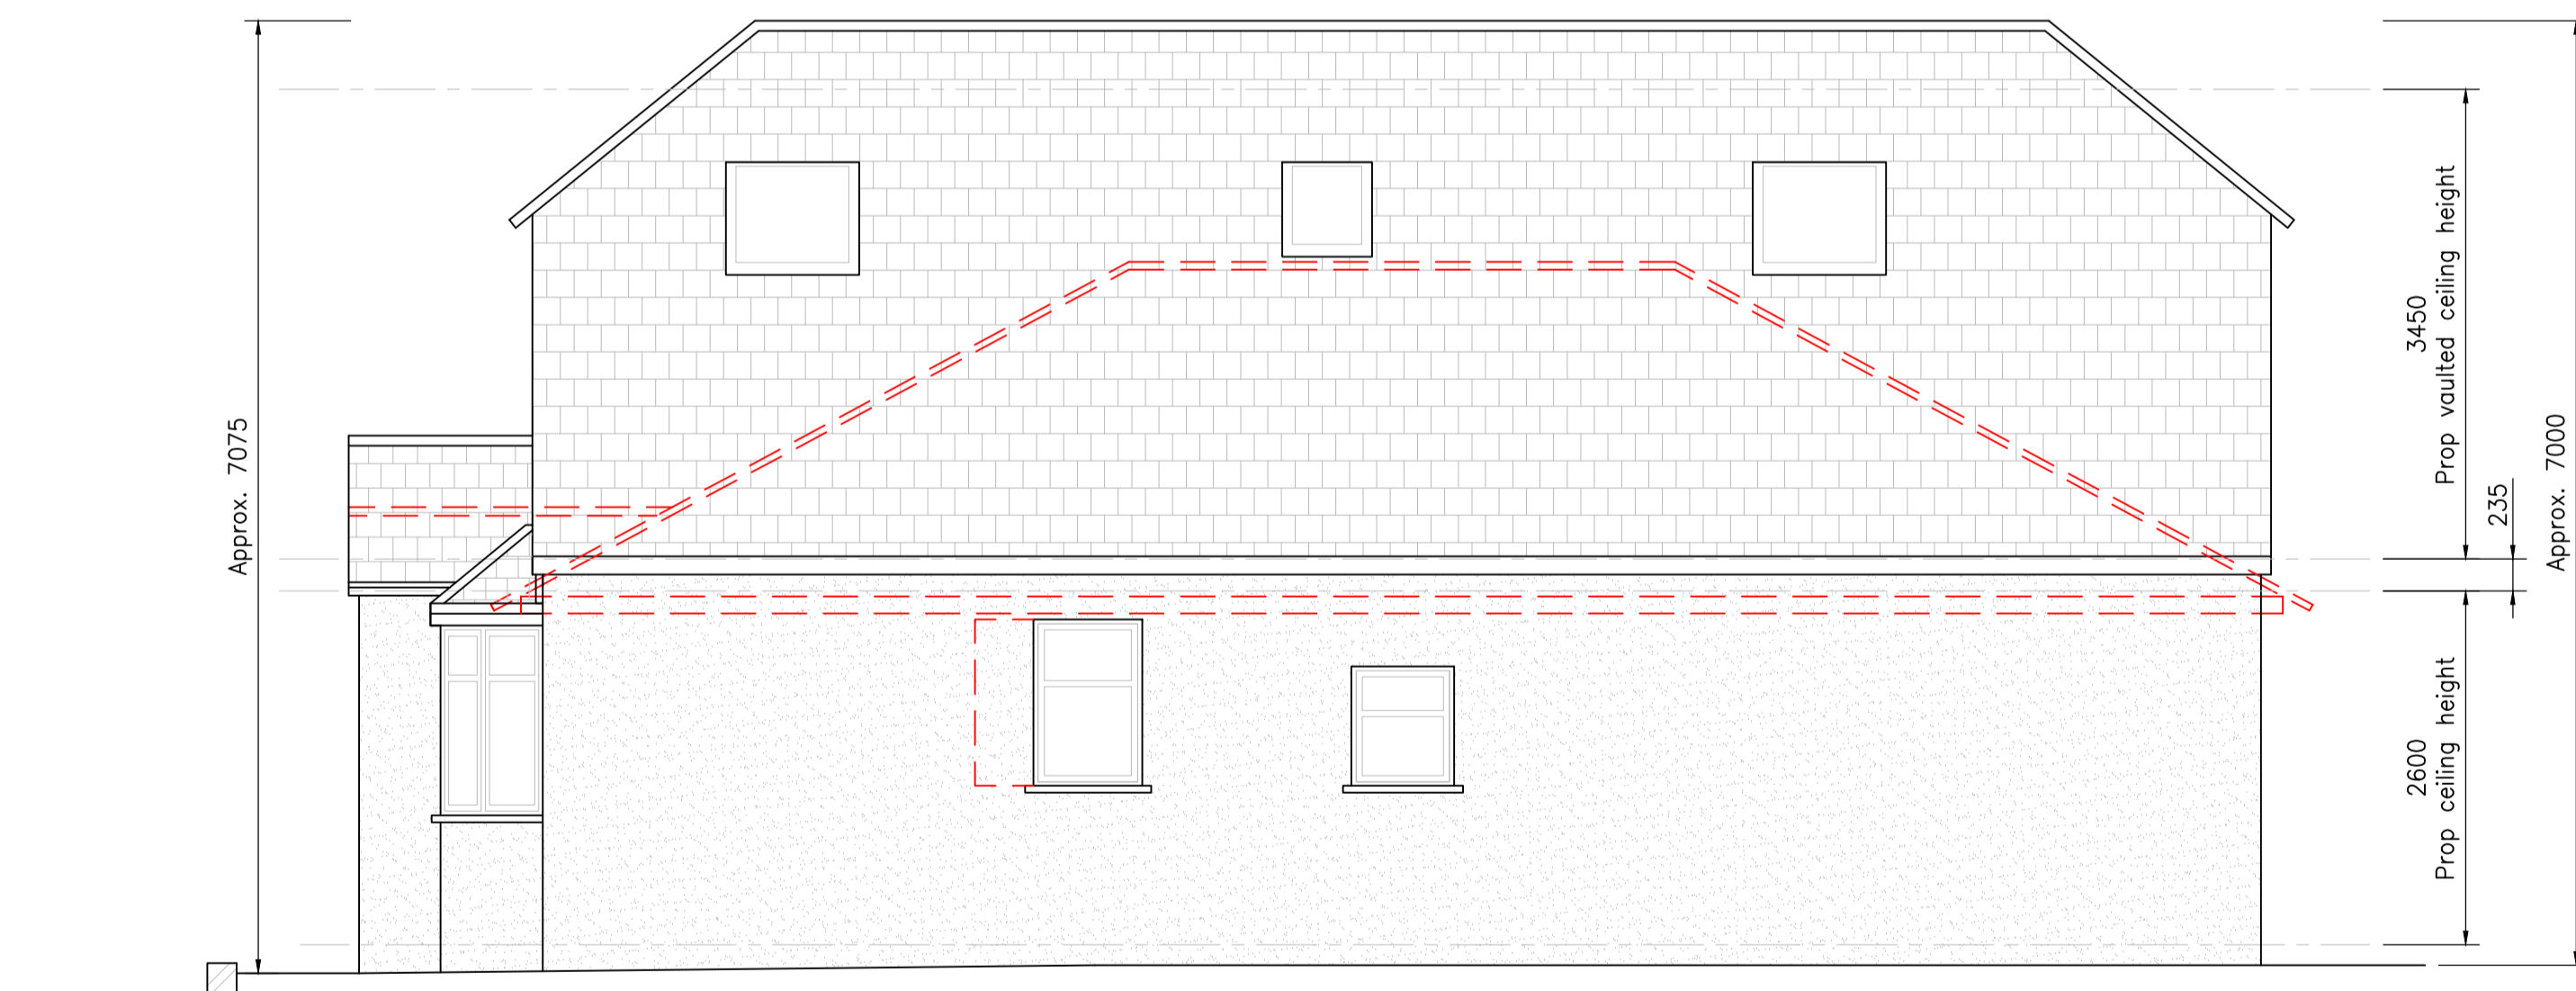 Approx. 7075
3450
Prop vaulted ceiling height
235
Approx. 7000
2600
Prop ceiling height